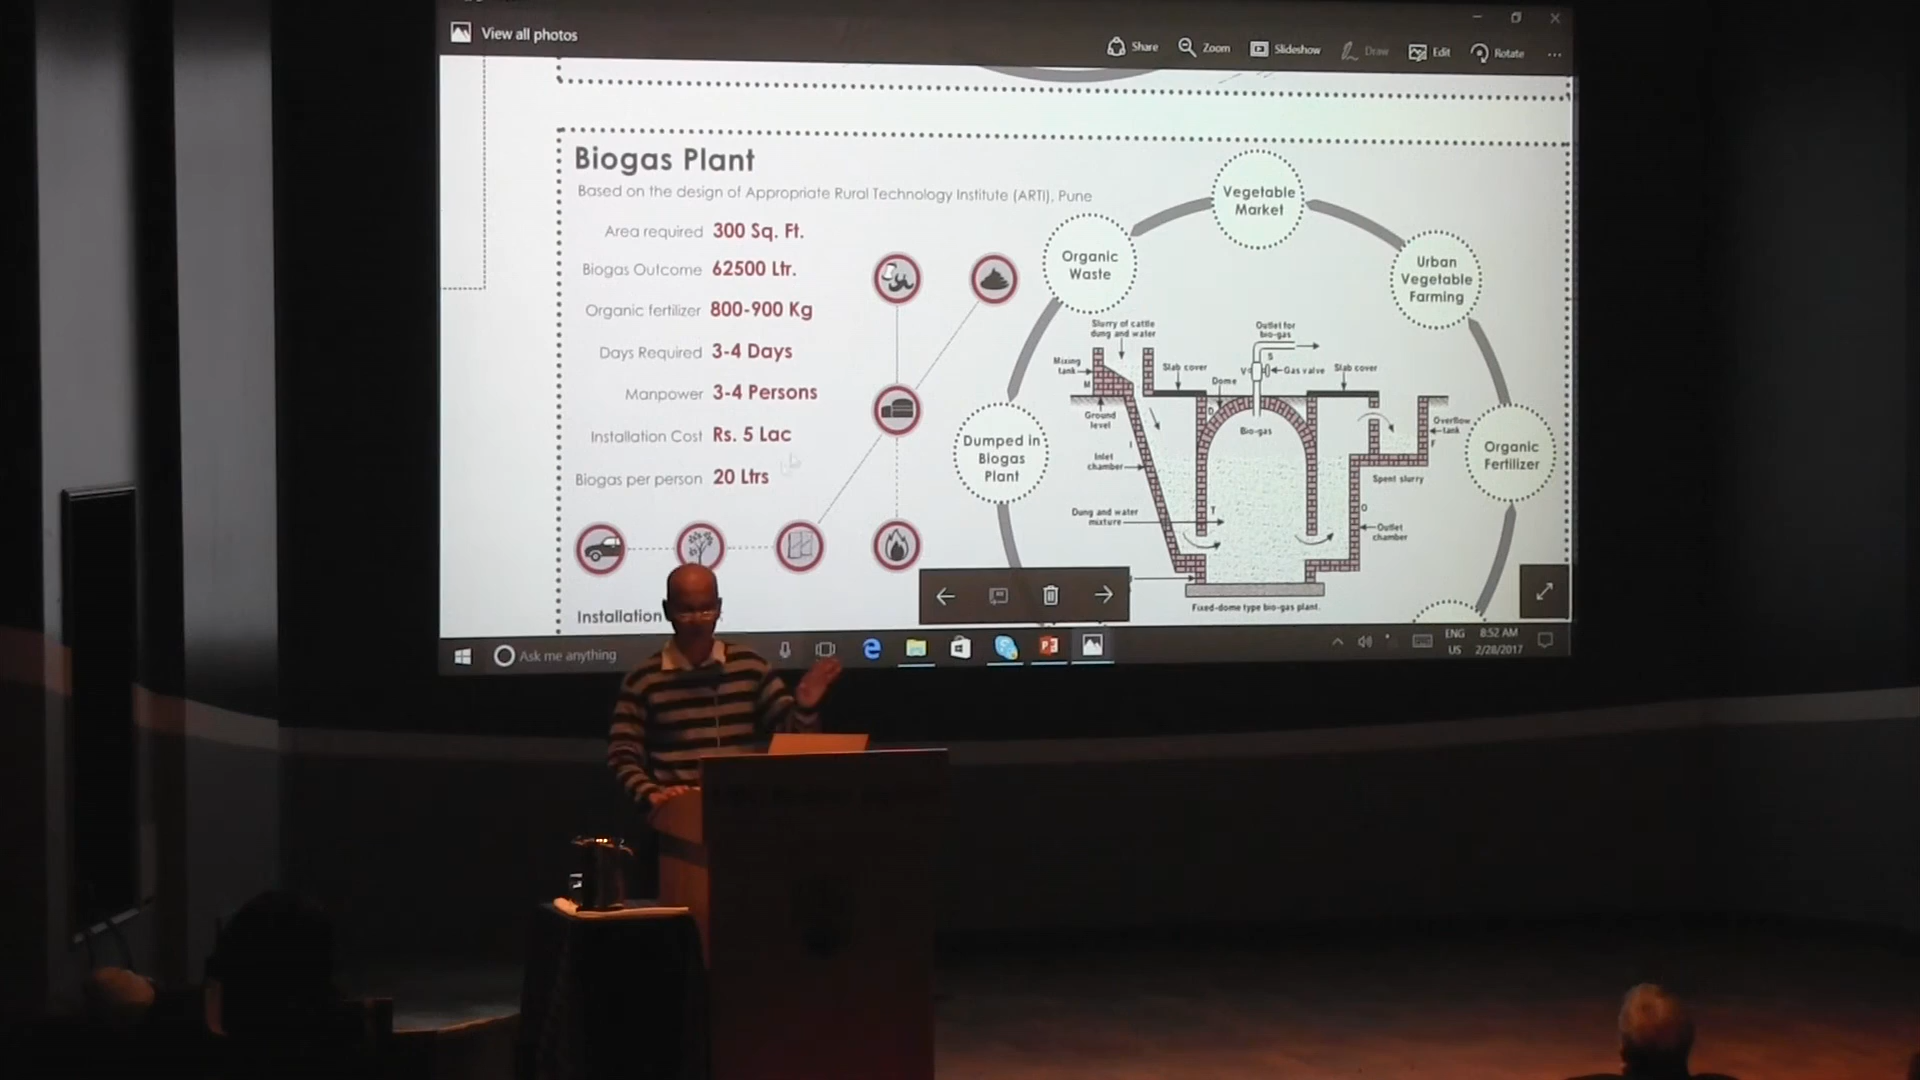 View all photos
Share
Zoom
Slideshow
Draw
Edit
Rotate
Biogas Plant
Based on the design of Appropriate Rural Technology Institute (ARTI), Pune
Area required 300 Sq. Ft.
Biogas Outcome 62500 Ltr.
Organic fertilizer 800-900 Kg
Days Required 3-4 Days
Manpower 3-4 Persons
Installation Cost Rs. 5 Lac
Biogas per person 20 Ltrs
Installation
Vegetable
Market
Organic
Waste
Urban
Vegetable
Farming
Dumped in
Biogas
Plant
Organic
Fertilizer
Slurry of cattle
dung and water
Outlet for
bio-gas
S
Mixing
tank
M
Slab cover
V
Gas valve
Slab cover
Dome
D
Ground
level
Bio-gas
Overflow
tank
F
I
Inlet
chamber
Spent slurry
Dung and water
mixture
T
O
Outlet
chamber
Fixed-dome type bio-gas plant.
Ask me anything
ENG
US
8:52 AM
2/28/2017